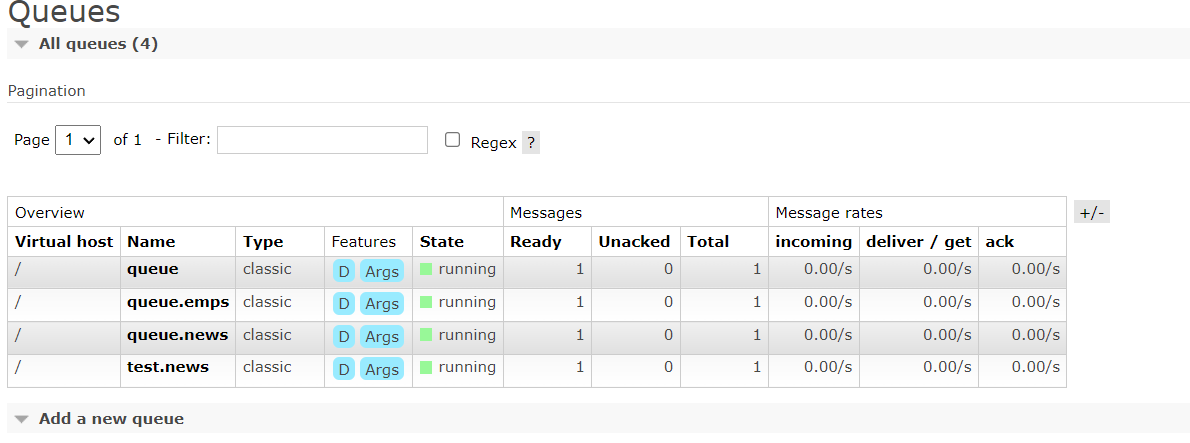 Queues
All queues (4)
Pagination
Page 1 of 1 - Filter: Regex ?
Overview Messages Message rates +/-
Virtual host Name Type Features State Ready Unacked Total incoming deliver / get ack
/ queue classic D Args running 1 0 1 0.00/s 0.00/s 0.00/s
/ queue.emps classic D Args running 1 0 1 0.00/s 0.00/s 0.00/s
/ queue.news classic D Args running 1 0 1 0.00/s 0.00/s 0.00/s
/ test.news classic D Args running 1 0 1 0.00/s 0.00/s 0.00/s
Add a new queue